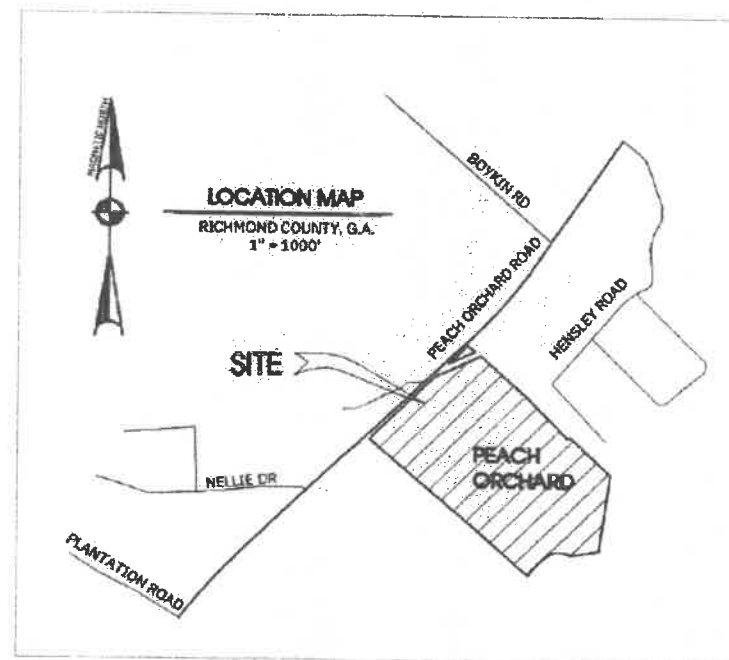 MAGNETIC NORTH
LOCATION MAP
RICHMOND COUNTY, G.A.
1" = 1000'
BOYKIN RD
PEACH ORCHARD ROAD
HENSLEY ROAD
SITE
PEACH
ORCHARD
NELLIE DR
PLANTATION ROAD